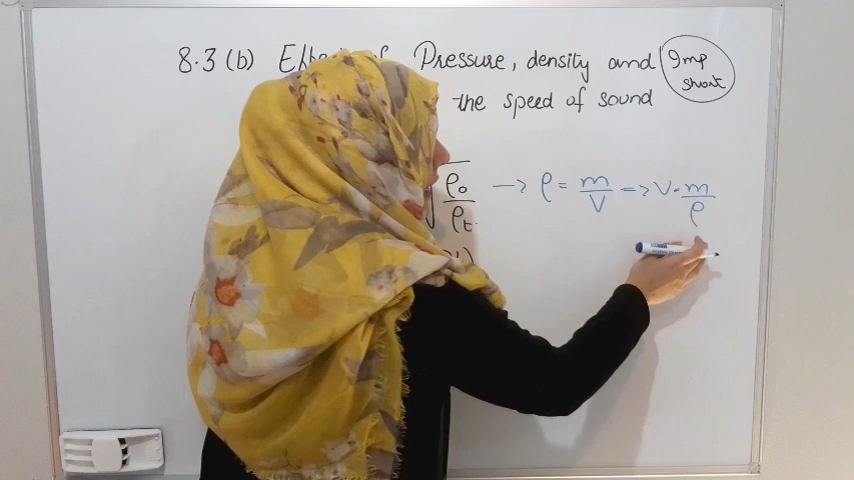 8.3 (b) Pressure, density and
Imp
short
the speed of sound
ρ₀/ρt. → ρ = m/V => V = m/ρ